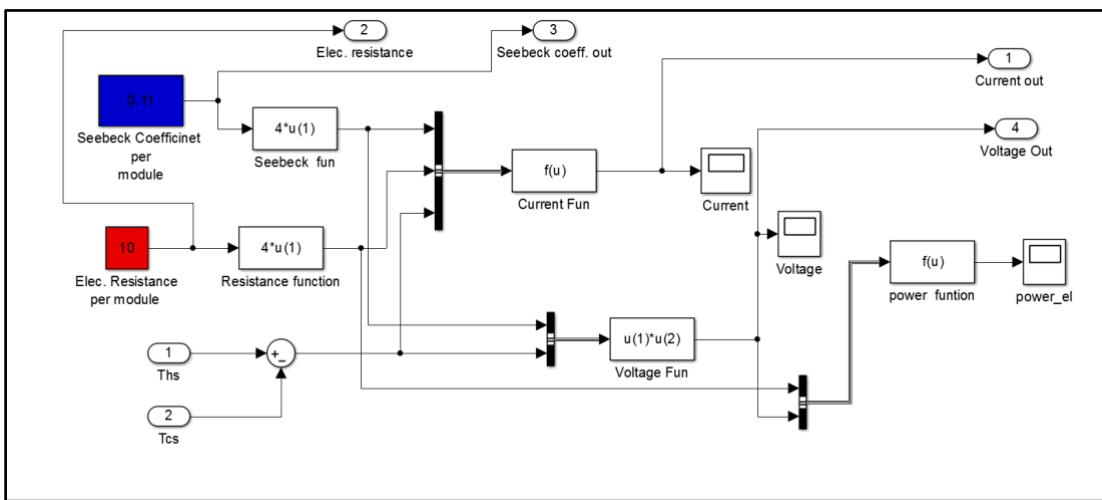 2
Elec. resistance
3
Seebeck coeff. out
1
Current out
0.11
Seebeck Coefficinet
per
module
4*u(1)
Seebeck fun
4
Voltage Out
f(u)
Current Fun
Current
10
Elec. Resistance
per module
4*u(1)
Resistance function
Voltage
f(u)
power funtion
power_el
1
Ths
+
_
u(1)*u(2)
Voltage Fun
2
Tcs